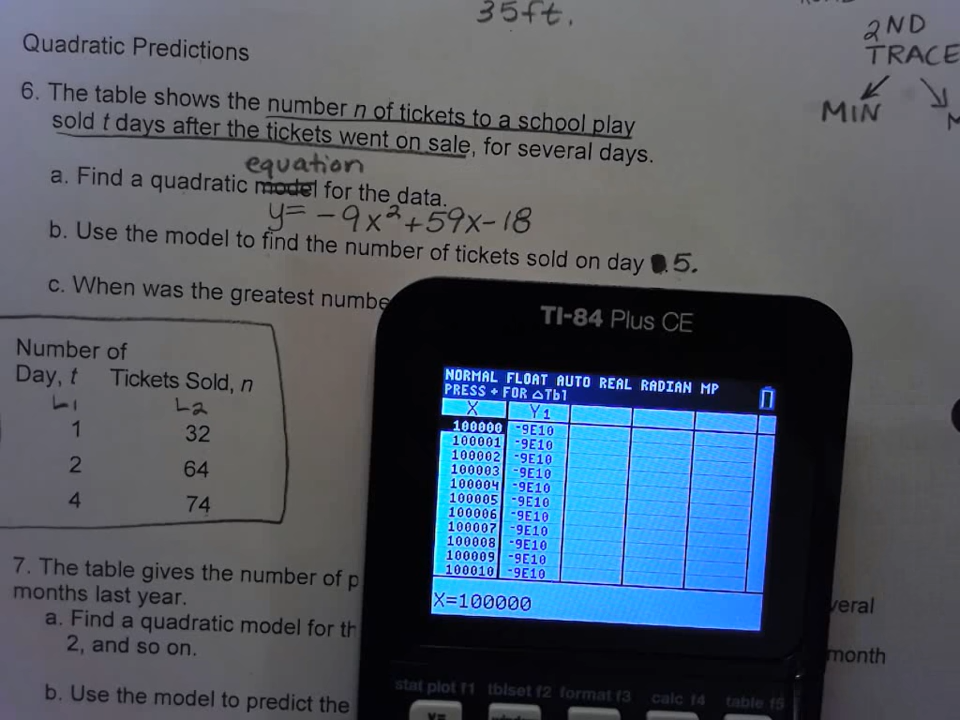 35ft.
2ND
TRACE
MIN
Quadratic Predictions
6. The table shows the number n of tickets to a school play
sold t days after the tickets went on sale, for several days.
equation
a. Find a quadratic model for the data.
y= -9x²+59x-18
b. Use the model to find the number of tickets sold on day 5.
c. When was the greatest numbe
Number of
Day, t Tickets Sold, n
L1 L2
1 32
2 64
4 74
TI-84 Plus CE
NORMAL FLOAT AUTO REAL RADIAN MP
PRESS + FOR △Tbl
X Y1
100000 -9E10
100001 -9E10
100002 -9E10
100003 -9E10
100004 -9E10
100005 -9E10
100006 -9E10
100007 -9E10
100008 -9E10
100009 -9E10
100010 -9E10
X=100000
7. The table gives the number of p
veral
months last year.
a. Find a quadratic model for th
month
2, and so on.
b. Use the model to predict the
stat plot f1 tblset f2 format f3 calc f4 table f5
Y=
window